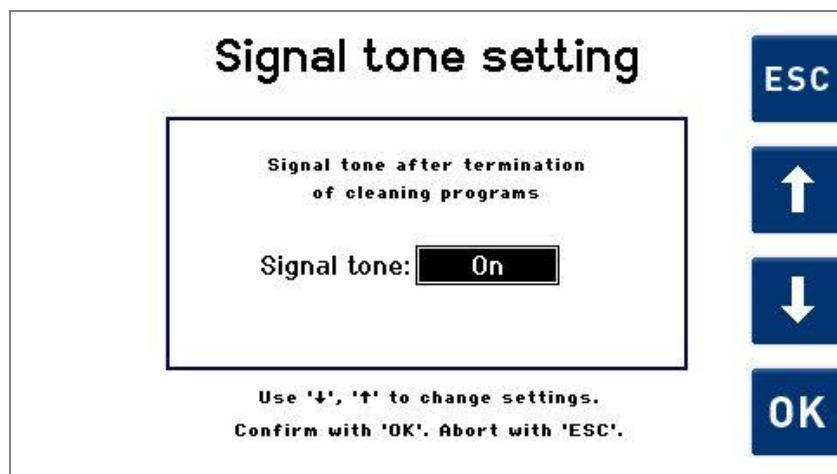 Signal tone setting
Signal tone after termination
of cleaning programs
Signal tone: On
Use '↓', '↑' to change settings.
Confirm with 'OK'. Abort with 'ESC'.
ESC
↑
↓
OK